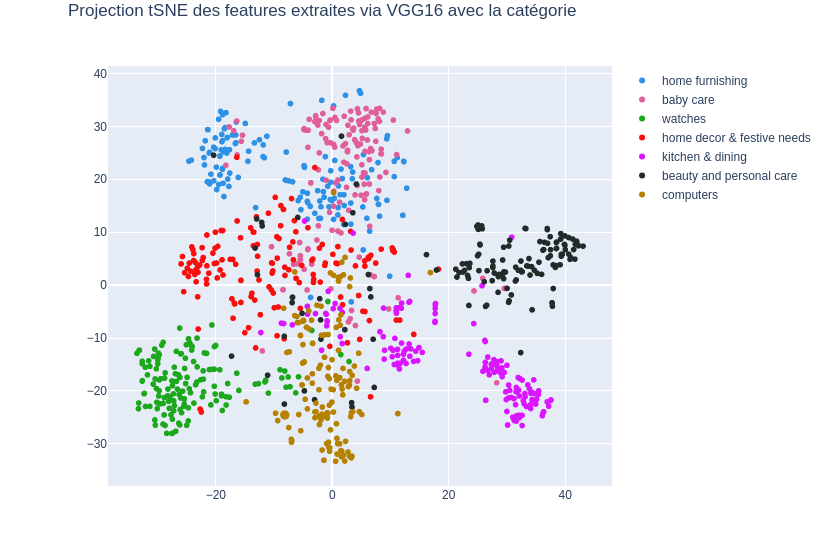 Projection tSNE des features extraites via VGG16 avec la catégorie
40
30
20
10
0
−10
−20
−30
−20
0
20
40
home furnishing
baby care
watches
home decor & festive needs
kitchen & dining
beauty and personal care
computers